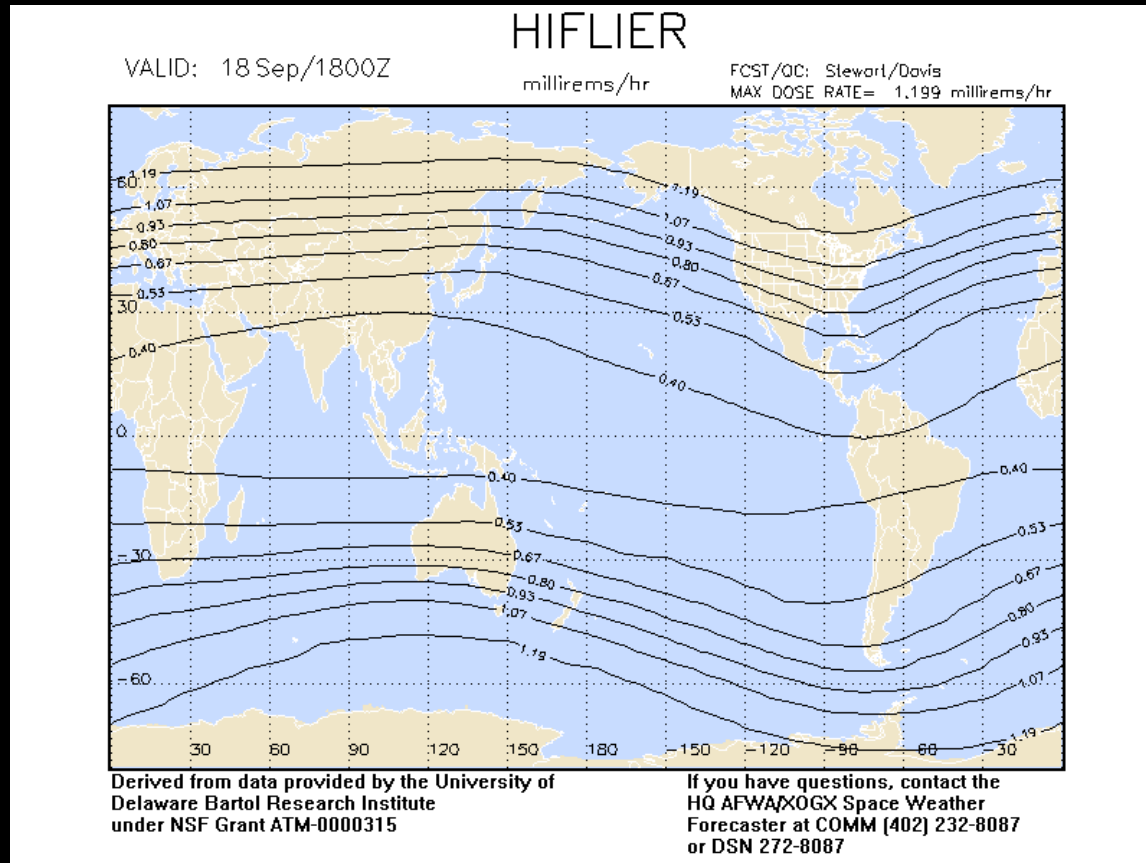 HIFLIER
VALID: 18 Sep/1800Z
millirems/hr
FCST/QC: Stewart/Davis
MAX DOSE RATE= 1.199 millirems/hr
1.19
60
1.07
0.93
0.80
0.67
0.53
30
0.40
0
-30
-60
1.19
1.07
0.93
0.80
0.67
0.53
0.40
0.40
0.53
0.67
0.80
0.93
1.07
1.19
0.40
0.53
0.67
0.80
0.93
1.07
1.19
30 60 90 120 150 180 -150 -120 -90 -60 -30
Derived from data provided by the University of
Delaware Bartol Research Institute
under NSF Grant ATM-0000315
If you have questions, contact the
HQ AFWA/XOGX Space Weather
Forecaster at COMM (402) 232-8087
or DSN 272-8087